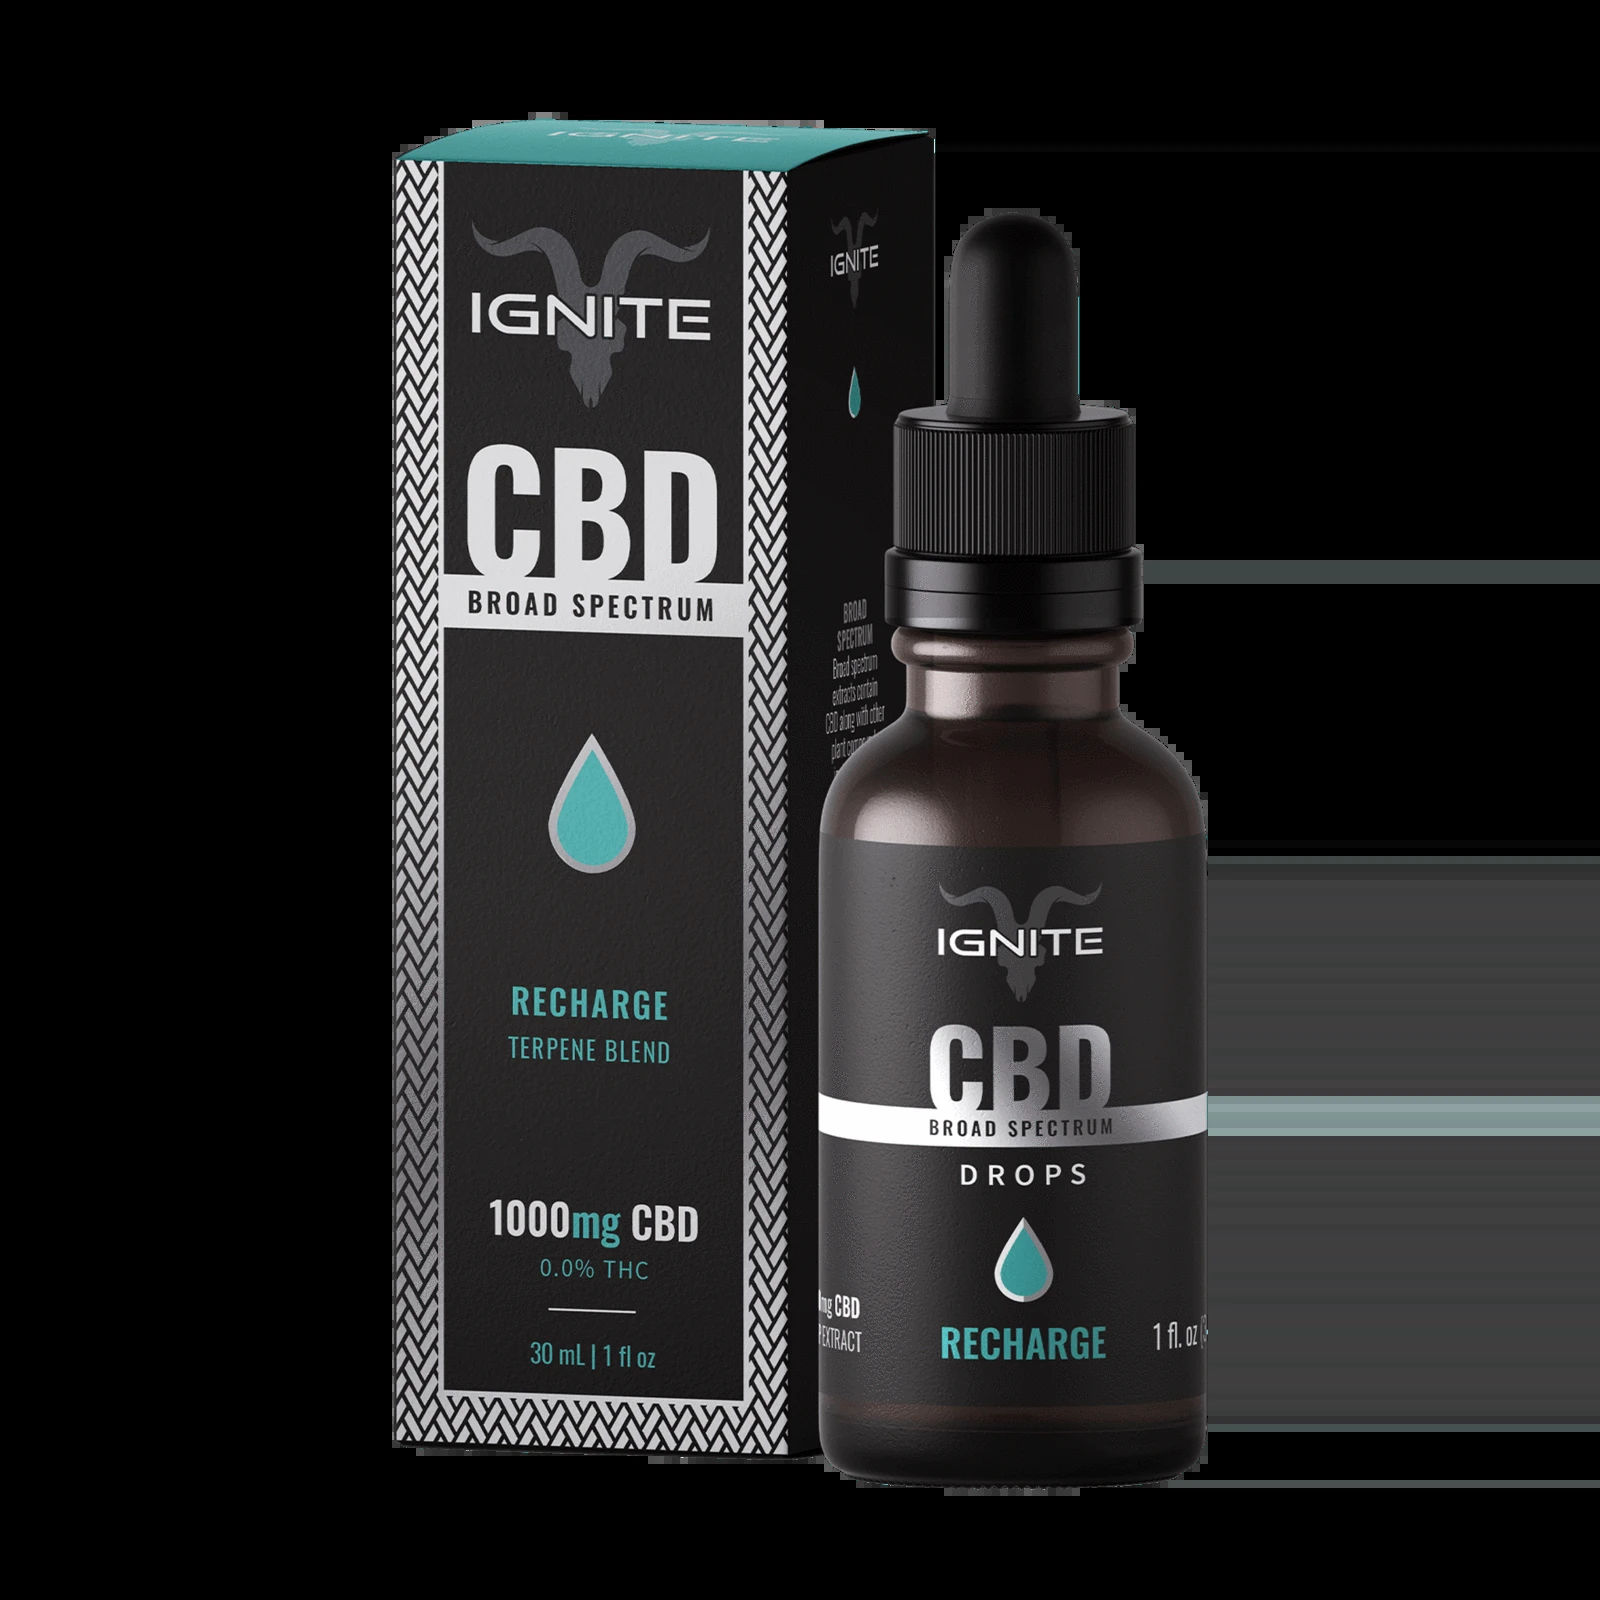 IGNITE
IGNITE
CBD
BROAD SPECTRUM
RECHARGE
TERPENE BLEND
1000mg CBD
0.0% THC
30 mL | 1 fl oz
IGNITE
BROAD
SPECTRUM
Broad spectrum
extracts contain
CBD along with other
plant
IGNITE
CBD
BROAD SPECTRUM
DROPS
RECHARGE
mg CBD
EXTRACT
1 fl. oz